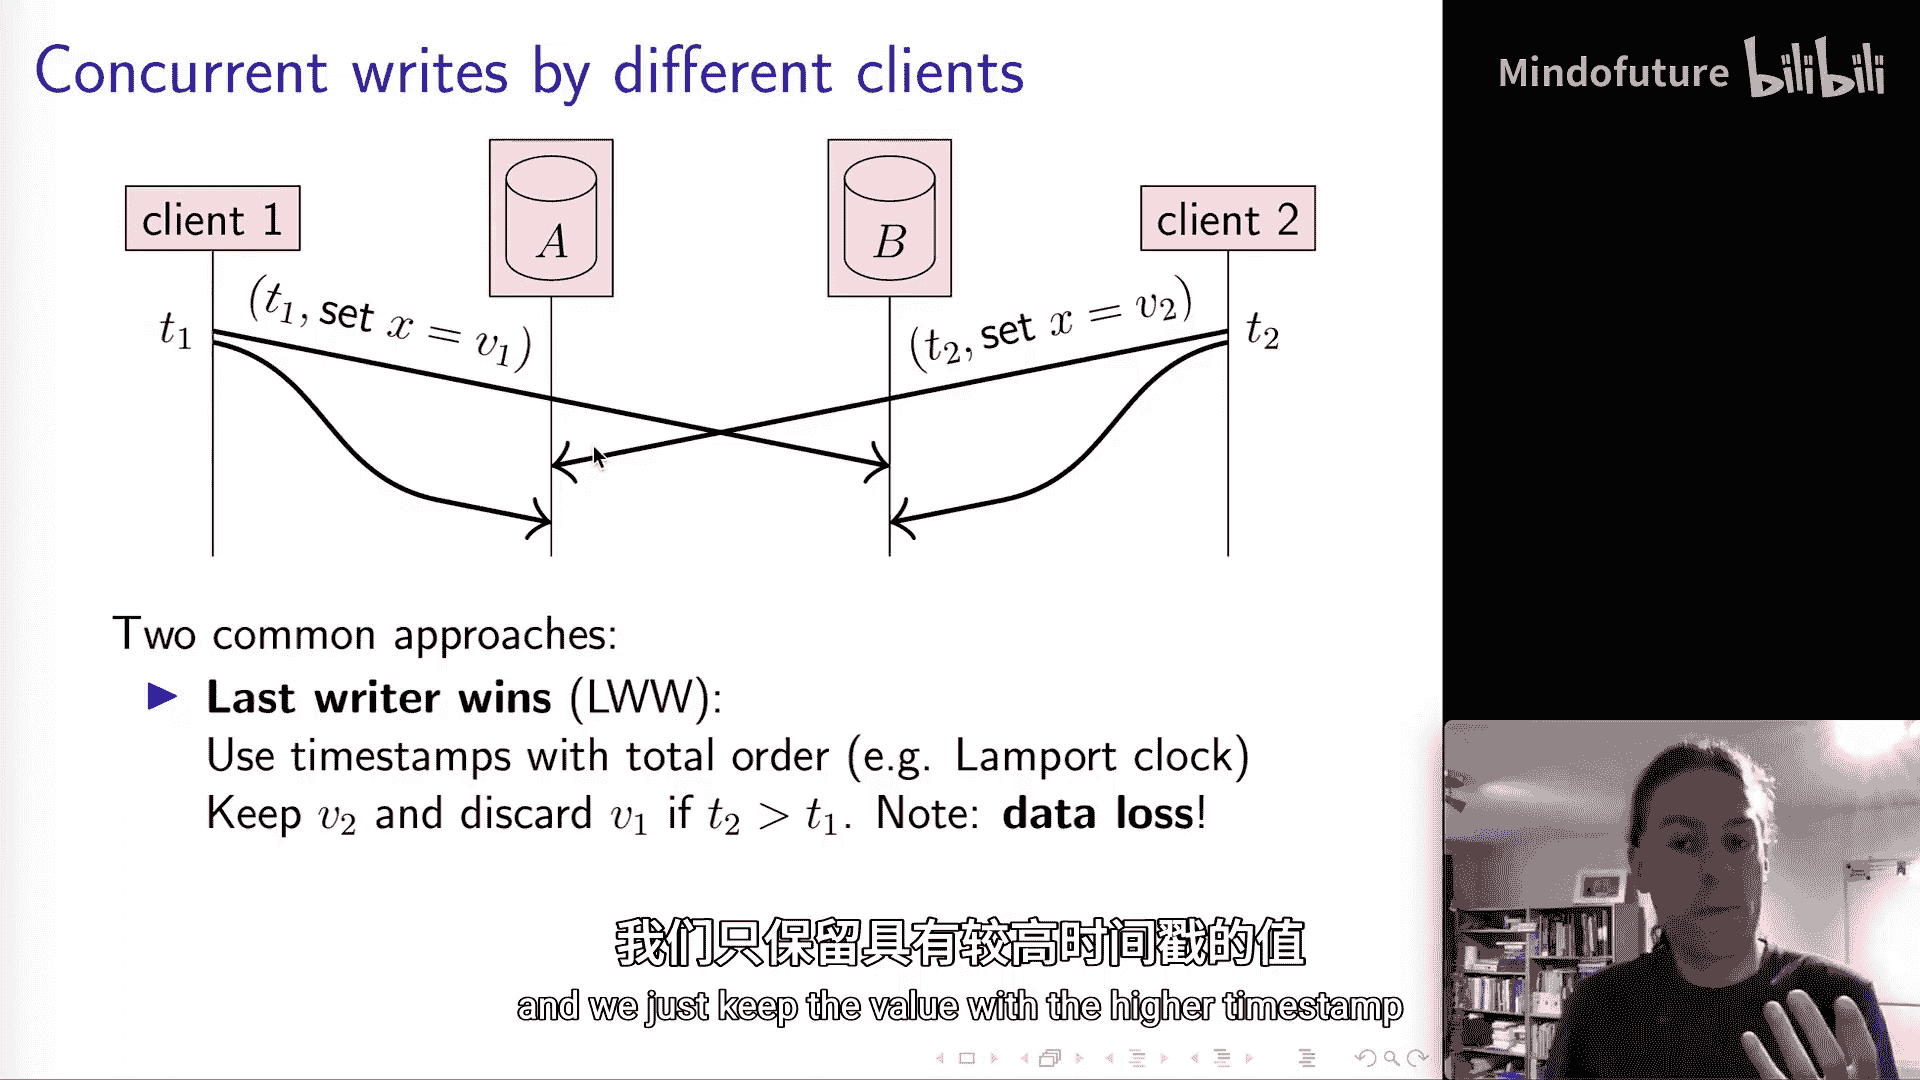 Concurrent writes by different clients
Mindofuture bilibili
client 1
A
B
client 2
t₁
(t₁, set x = v₁)
(t₂, set x = v₂)
t₂
Two common approaches:
▶ Last writer wins (LWW):
Use timestamps with total order (e.g. Lamport clock)
Keep v₂ and discard v₁ if t₂ > t₁. Note: data loss!
我们只保留具有较高时间戳的值
and we just keep the value with the higher timestamp